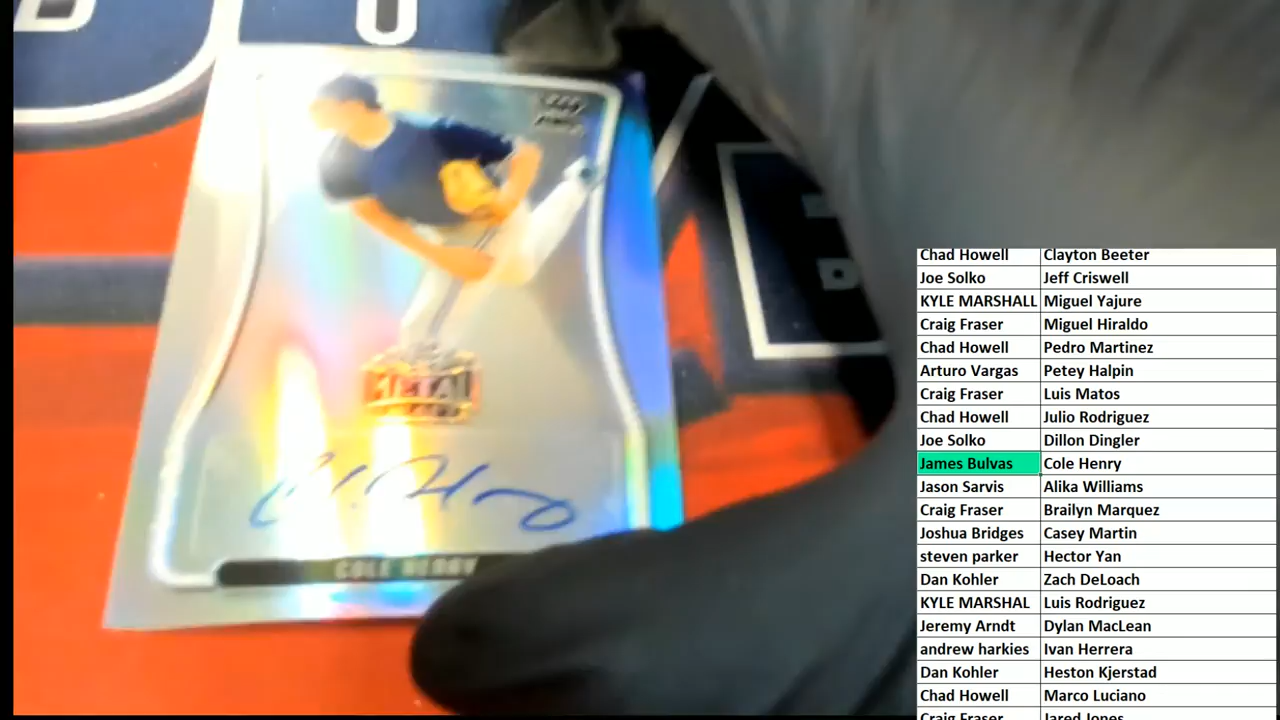 COLE HENRY
Chad Howell Clayton Beeter
Joe Solko Jeff Criswell
KYLE MARSHALL Miguel Yajure
Craig Fraser Miguel Hiraldo
Chad Howell Pedro Martinez
Arturo Vargas Petey Halpin
Craig Fraser Luis Matos
Chad Howell Julio Rodriguez
Joe Solko Dillon Dingler
James Bulvas Cole Henry
Jason Sarvis Alika Williams
Craig Fraser Brailyn Marquez
Joshua Bridges Casey Martin
steven parker Hector Yan
Dan Kohler Zach DeLoach
KYLE MARSHAL Luis Rodriguez
Jeremy Arndt Dylan MacLean
andrew harkies Ivan Herrera
Dan Kohler Heston Kjerstad
Chad Howell Marco Luciano
Craig Fraser Jared Jones